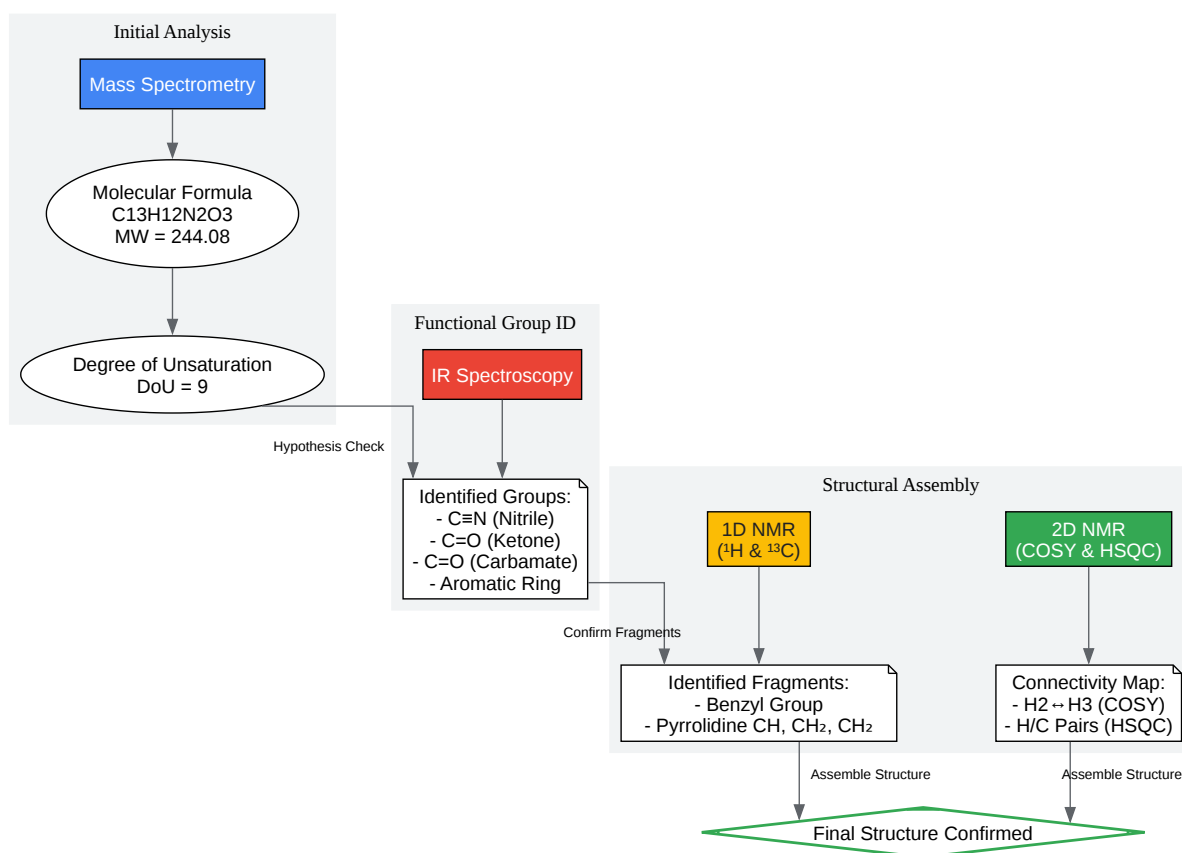 Initial Analysis
Mass Spectrometry
Molecular Formula
C13H12N2O3
MW = 244.08
Degree of Unsaturation
DoU = 9
Hypothesis Check
Functional Group ID
IR Spectroscopy
Identified Groups:
- C≡N (Nitrile)
- C=O (Ketone)
- C=O (Carbamate)
- Aromatic Ring
Confirm Fragments
Structural Assembly
1D NMR
(¹H & ¹³C)
2D NMR
(COSY & HSQC)
Identified Fragments:
- Benzyl Group
- Pyrrolidine CH, CH₂, CH₂
Connectivity Map:
- H2↔H3 (COSY)
- H/C Pairs (HSQC)
Assemble Structure
Assemble Structure
Final Structure Confirmed